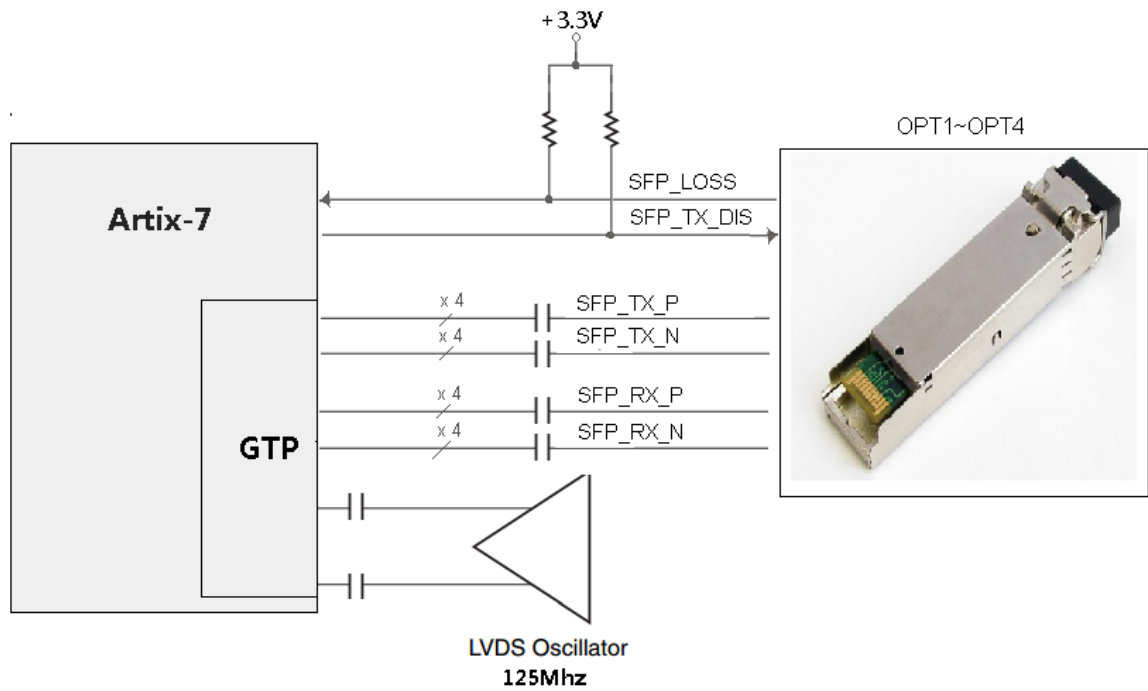 +3.3V
OPT1~OPT4
SFP_LOSS
Artix-7
SFP_TX_DIS
x 4
SFP_TX_P
x 4
SFP_TX_N
x 4
SFP_RX_P
x 4
SFP_RX_N
GTP
LVDS Oscillator
125Mhz